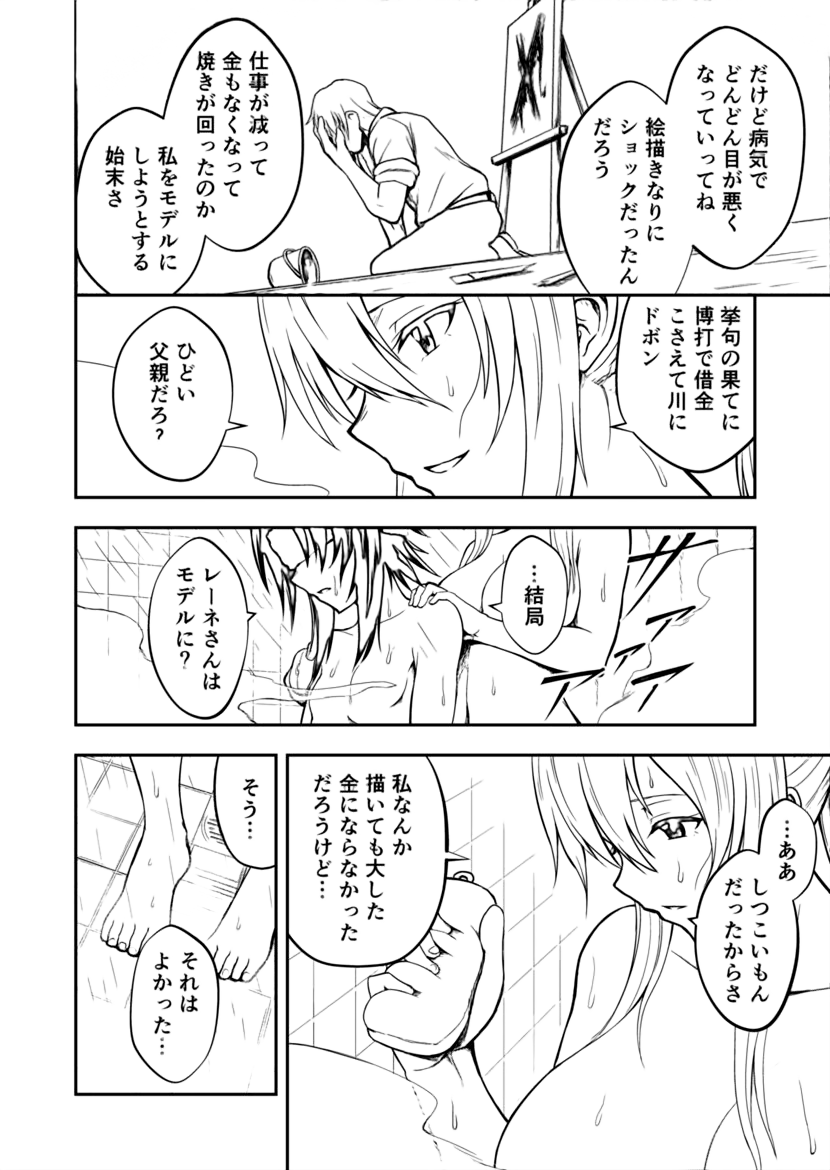 だけど病気で
どんどん目が悪く
なっていってね
絵描きなりに
ショックだったん
だろう
仕事が減って
金もなくなって
焼きが回ったのか
私をモデルに
しようとする
始末さ
挙句の果てに
博打で借金
こさえて川に
ドボン
ひどい
父親だろ？
…結局
レーネさんは
モデルに？
…ああ
しつこいもん
だったからさ
私なんか
描いても大した
金にならなかった
だろうけど…
そう…
それは
よかった…